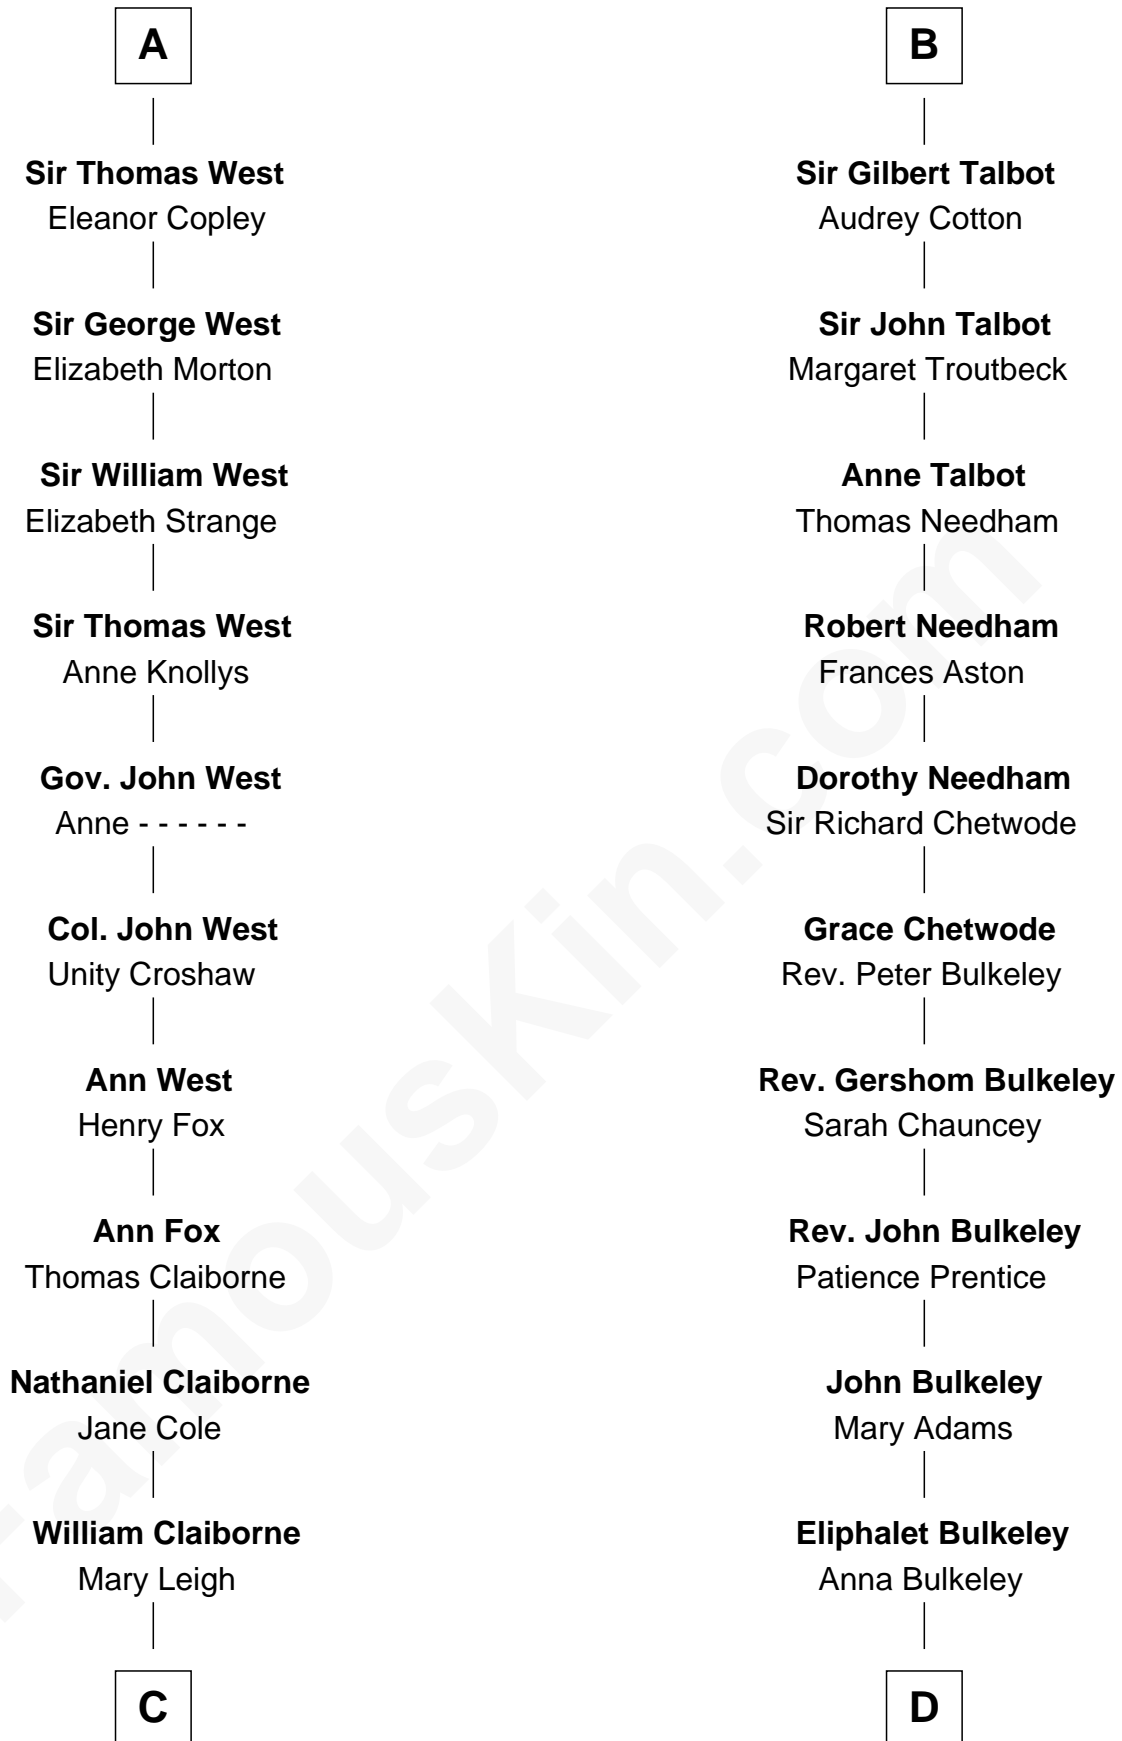 A
Sir Thomas West
Eleanor Copley
Sir George West
Elizabeth Morton
Sir William West
Elizabeth Strange
Sir Thomas West
Anne Knollys
Gov. John West
Anne - - - - - -
Col. John West
Unity Croshaw
Ann West
Henry Fox
Ann Fox
Thomas Claiborne
Nathaniel Claiborne
Jane Cole
William Claiborne
Mary Leigh
C
B
Sir Gilbert Talbot
Audrey Cotton
Sir John Talbot
Margaret Troutbeck
Anne Talbot
Thomas Needham
Robert Needham
Frances Aston
Dorothy Needham
Sir Richard Chetwode
Grace Chetwode
Rev. Peter Bulkeley
Rev. Gershom Bulkeley
Sarah Chauncey
Rev. John Bulkeley
Patience Prentice
John Bulkeley
Mary Adams
Eliphalet Bulkeley
Anna Bulkeley
D
FamousKin.com